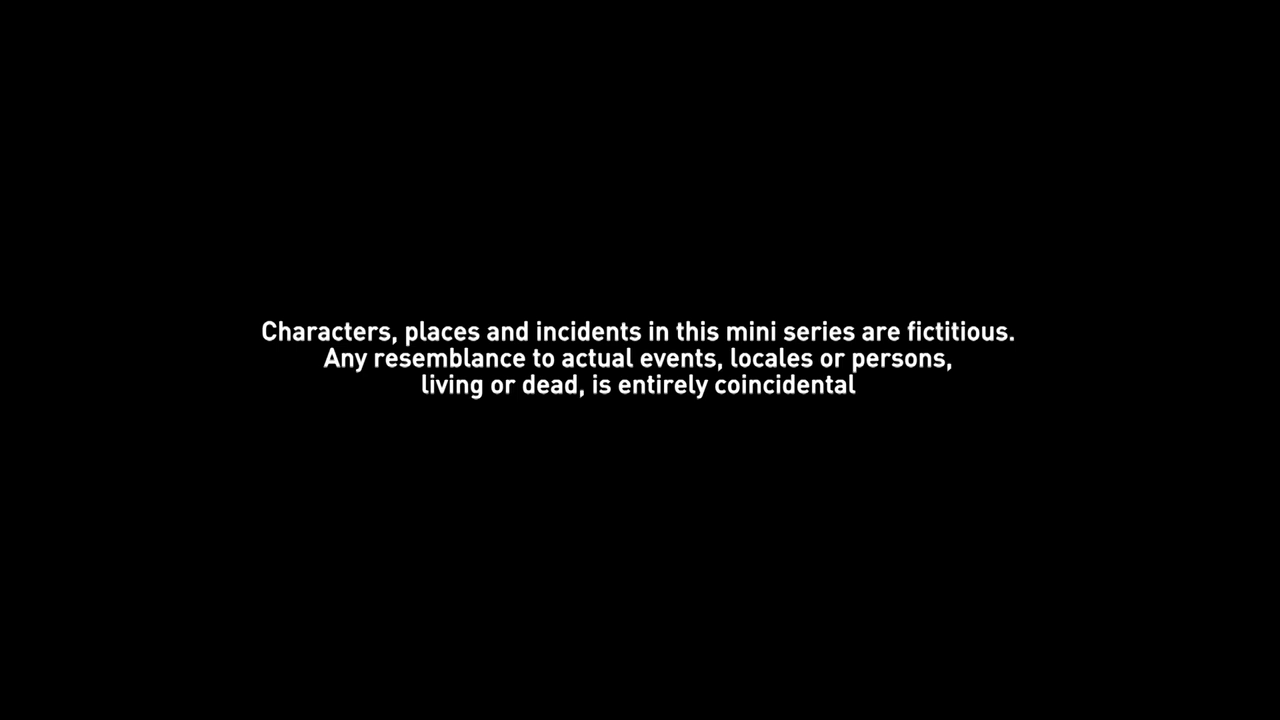 Characters, places and incidents in this mini series are fictitious.
Any resemblance to actual events, locales or persons,
living or dead, is entirely coincidental